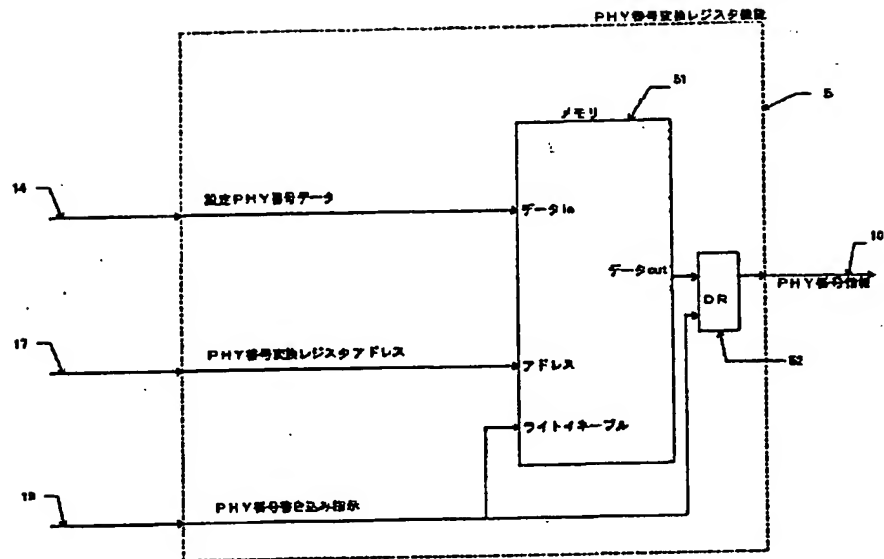 PHY番号変換レジスタ機能
51
5
メモリ
14
設定PHY番号データ
データin
10
データout
PHY番号情報
DR
17
PHY番号変換レジスタアドレス
アドレス
52
ライトイネーブル
19
PHY番号書き込み指示